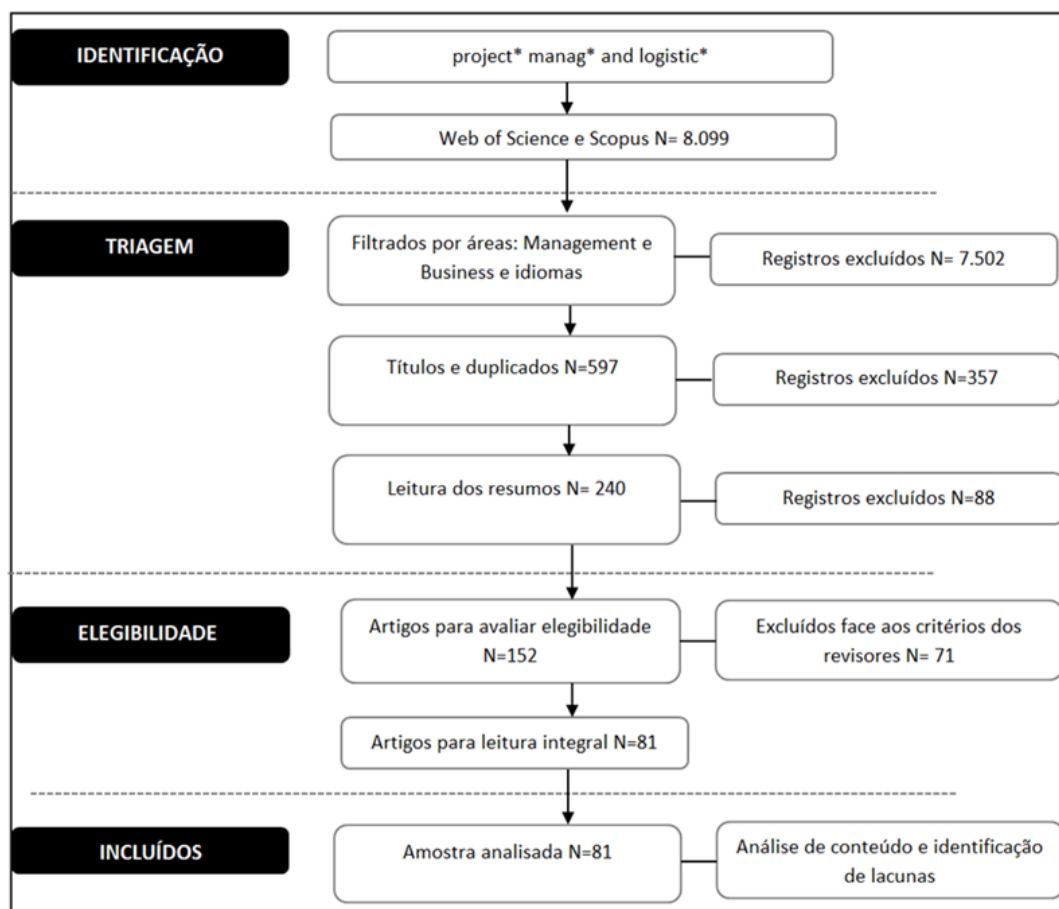 IDENTIFICAÇÃO
project* manag* and logistic*
Web of Science e Scopus N= 8.099
TRIAGEM
Filtrados por áreas: Management e
Business e idiomas
Registros excluídos N= 7.502
Títulos e duplicados N=597
Registros excluídos N=357
Leitura dos resumos N= 240
Registros excluídos N=88
ELEGIBILIDADE
Artigos para avaliar elegibilidade
N=152
Excluídos face aos critérios dos
revisores N= 71
Artigos para leitura integral N=81
INCLUÍDOS
Amostra analisada N=81
Análise de conteúdo e identificação
de lacunas